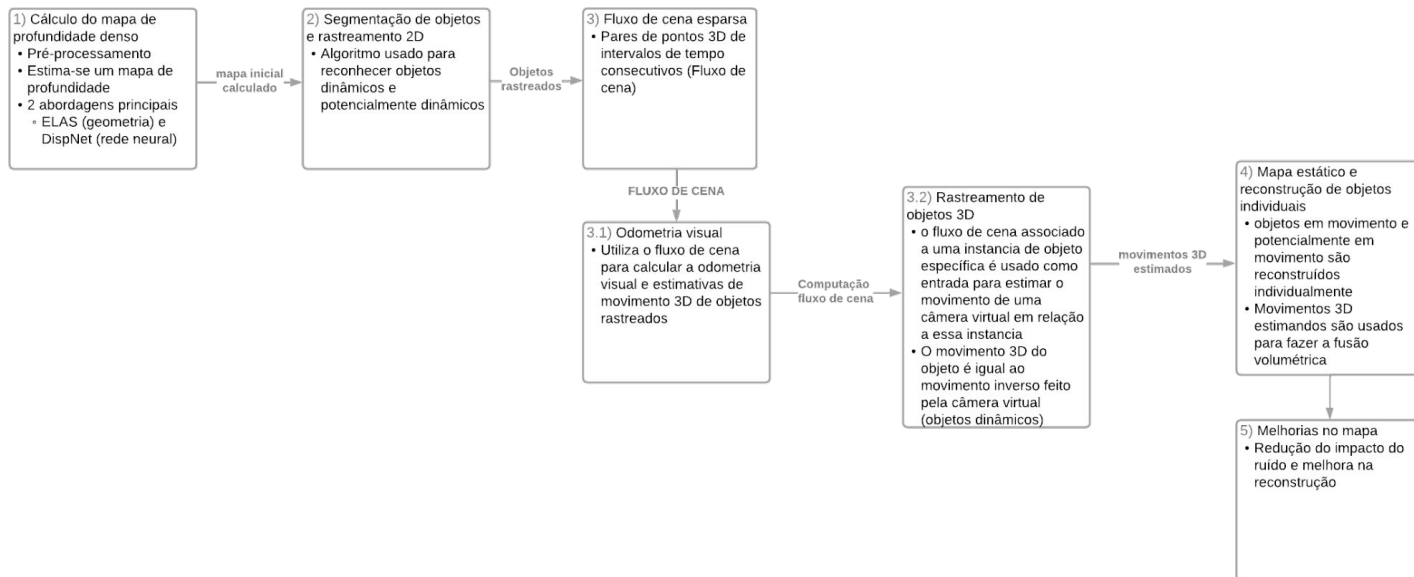 1) Cálculo do mapa de
profundidade denso
• Pré-processamento
• Estima-se um mapa de
profundidade
• 2 abordagens principais
◦ ELAS (geometria) e
DispNet (rede neural)
mapa inicial
calculado
2) Segmentação de objetos
e rastreamento 2D
• Algoritmo usado para
reconhecer objetos
dinâmicos e
potencialmente dinâmicos
Objetos
rastreados
3) Fluxo de cena esparsa
• Pares de pontos 3D de
intervalos de tempo
consecutivos (Fluxo de
cena)
FLUXO DE CENA
3.1) Odometria visual
• Utiliza o fluxo de cena
para calcular a odometria
visual e estimativas de
movimento 3D de objetos
rastreados
Computação
fluxo de cena
3.2) Rastreamento de
objetos 3D
• o fluxo de cena associado
a uma instancia de objeto
específica é usado como
entrada para estimar o
movimento de uma
câmera virtual em relação
a essa instancia
• O movimento 3D do
objeto é igual ao
movimento inverso feito
pela câmera virtual
(objetos dinâmicos)
movimentos 3D
estimados
4) Mapa estático e
reconstrução de objetos
individuais
• objetos em movimento e
potencialmente em
movimento são
reconstruídos
individualmente
• Movimentos 3D
estimandos são usados
para fazer a fusão
volumétrica
5) Melhorias no mapa
• Redução do impacto do
ruído e melhora na
reconstrução